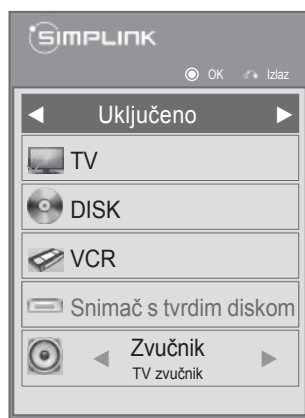 SIMPLINK
OK Izlaz
Uključeno
TV
DISK
VCR
Snimač s tvrdim diskom
Zvučnik
TV zvučnik